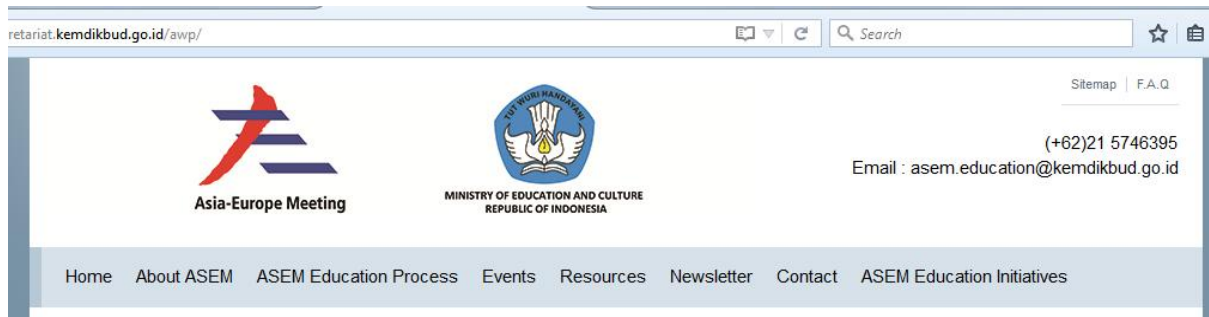 retariat.kemdikbud.go.id/awp/
Search
Sitemap | F.A.Q
TUT WURI HANDAYANI
(+62)21 5746395
Email : asem.education@kemdikbud.go.id
Asia-Europe Meeting
MINISTRY OF EDUCATION AND CULTURE
REPUBLIC OF INDONESIA
Home About ASEM ASEM Education Process Events Resources Newsletter Contact ASEM Education Initiatives